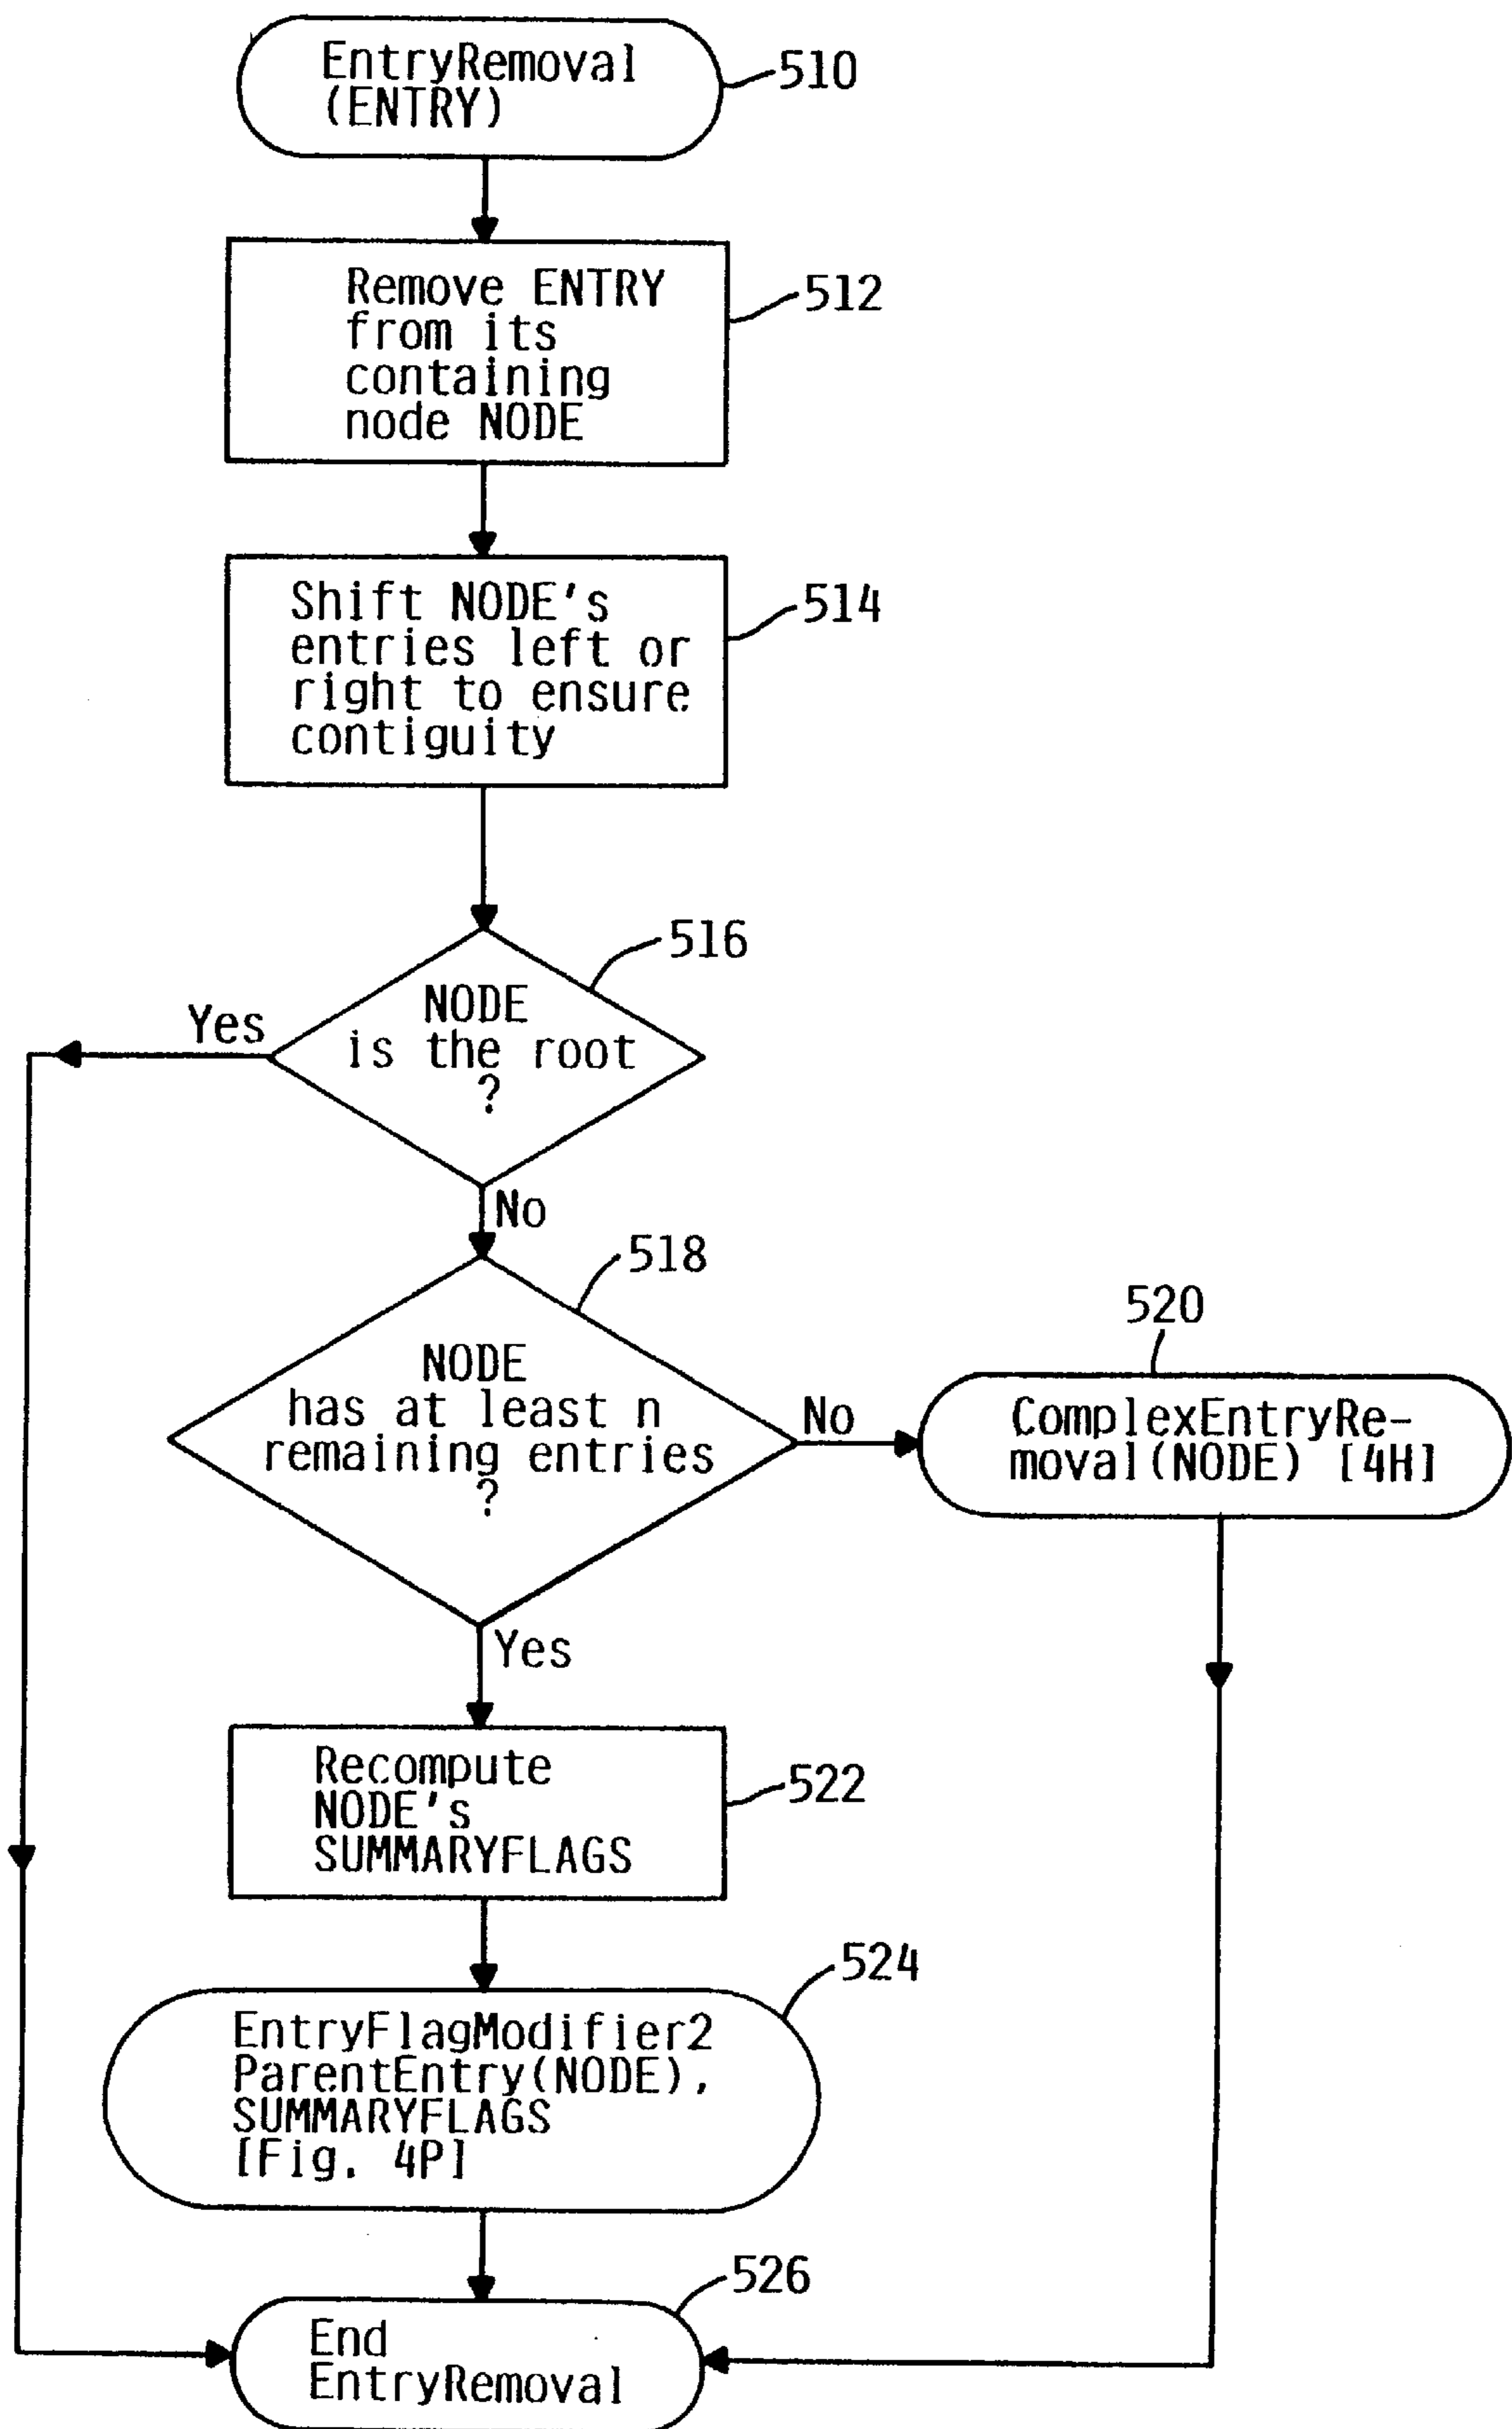 EntryRemoval
(ENTRY)
510
Remove ENTRY
from its
containing
node NODE
512
Shift NODE's
entries left or
right to ensure
contiguity
514
516
NODE
is the root
?
Yes
No
518
NODE
has at least n
remaining entries
?
No
520
ComplexEntryRe-
moval(NODE) [4H]
Yes
Recompute
NODE's
SUMMARYFLAGS
522
524
EntryFlagModifier2
ParentEntry(NODE),
SUMMARYFLAGS
[Fig. 4P]
526
End
EntryRemoval